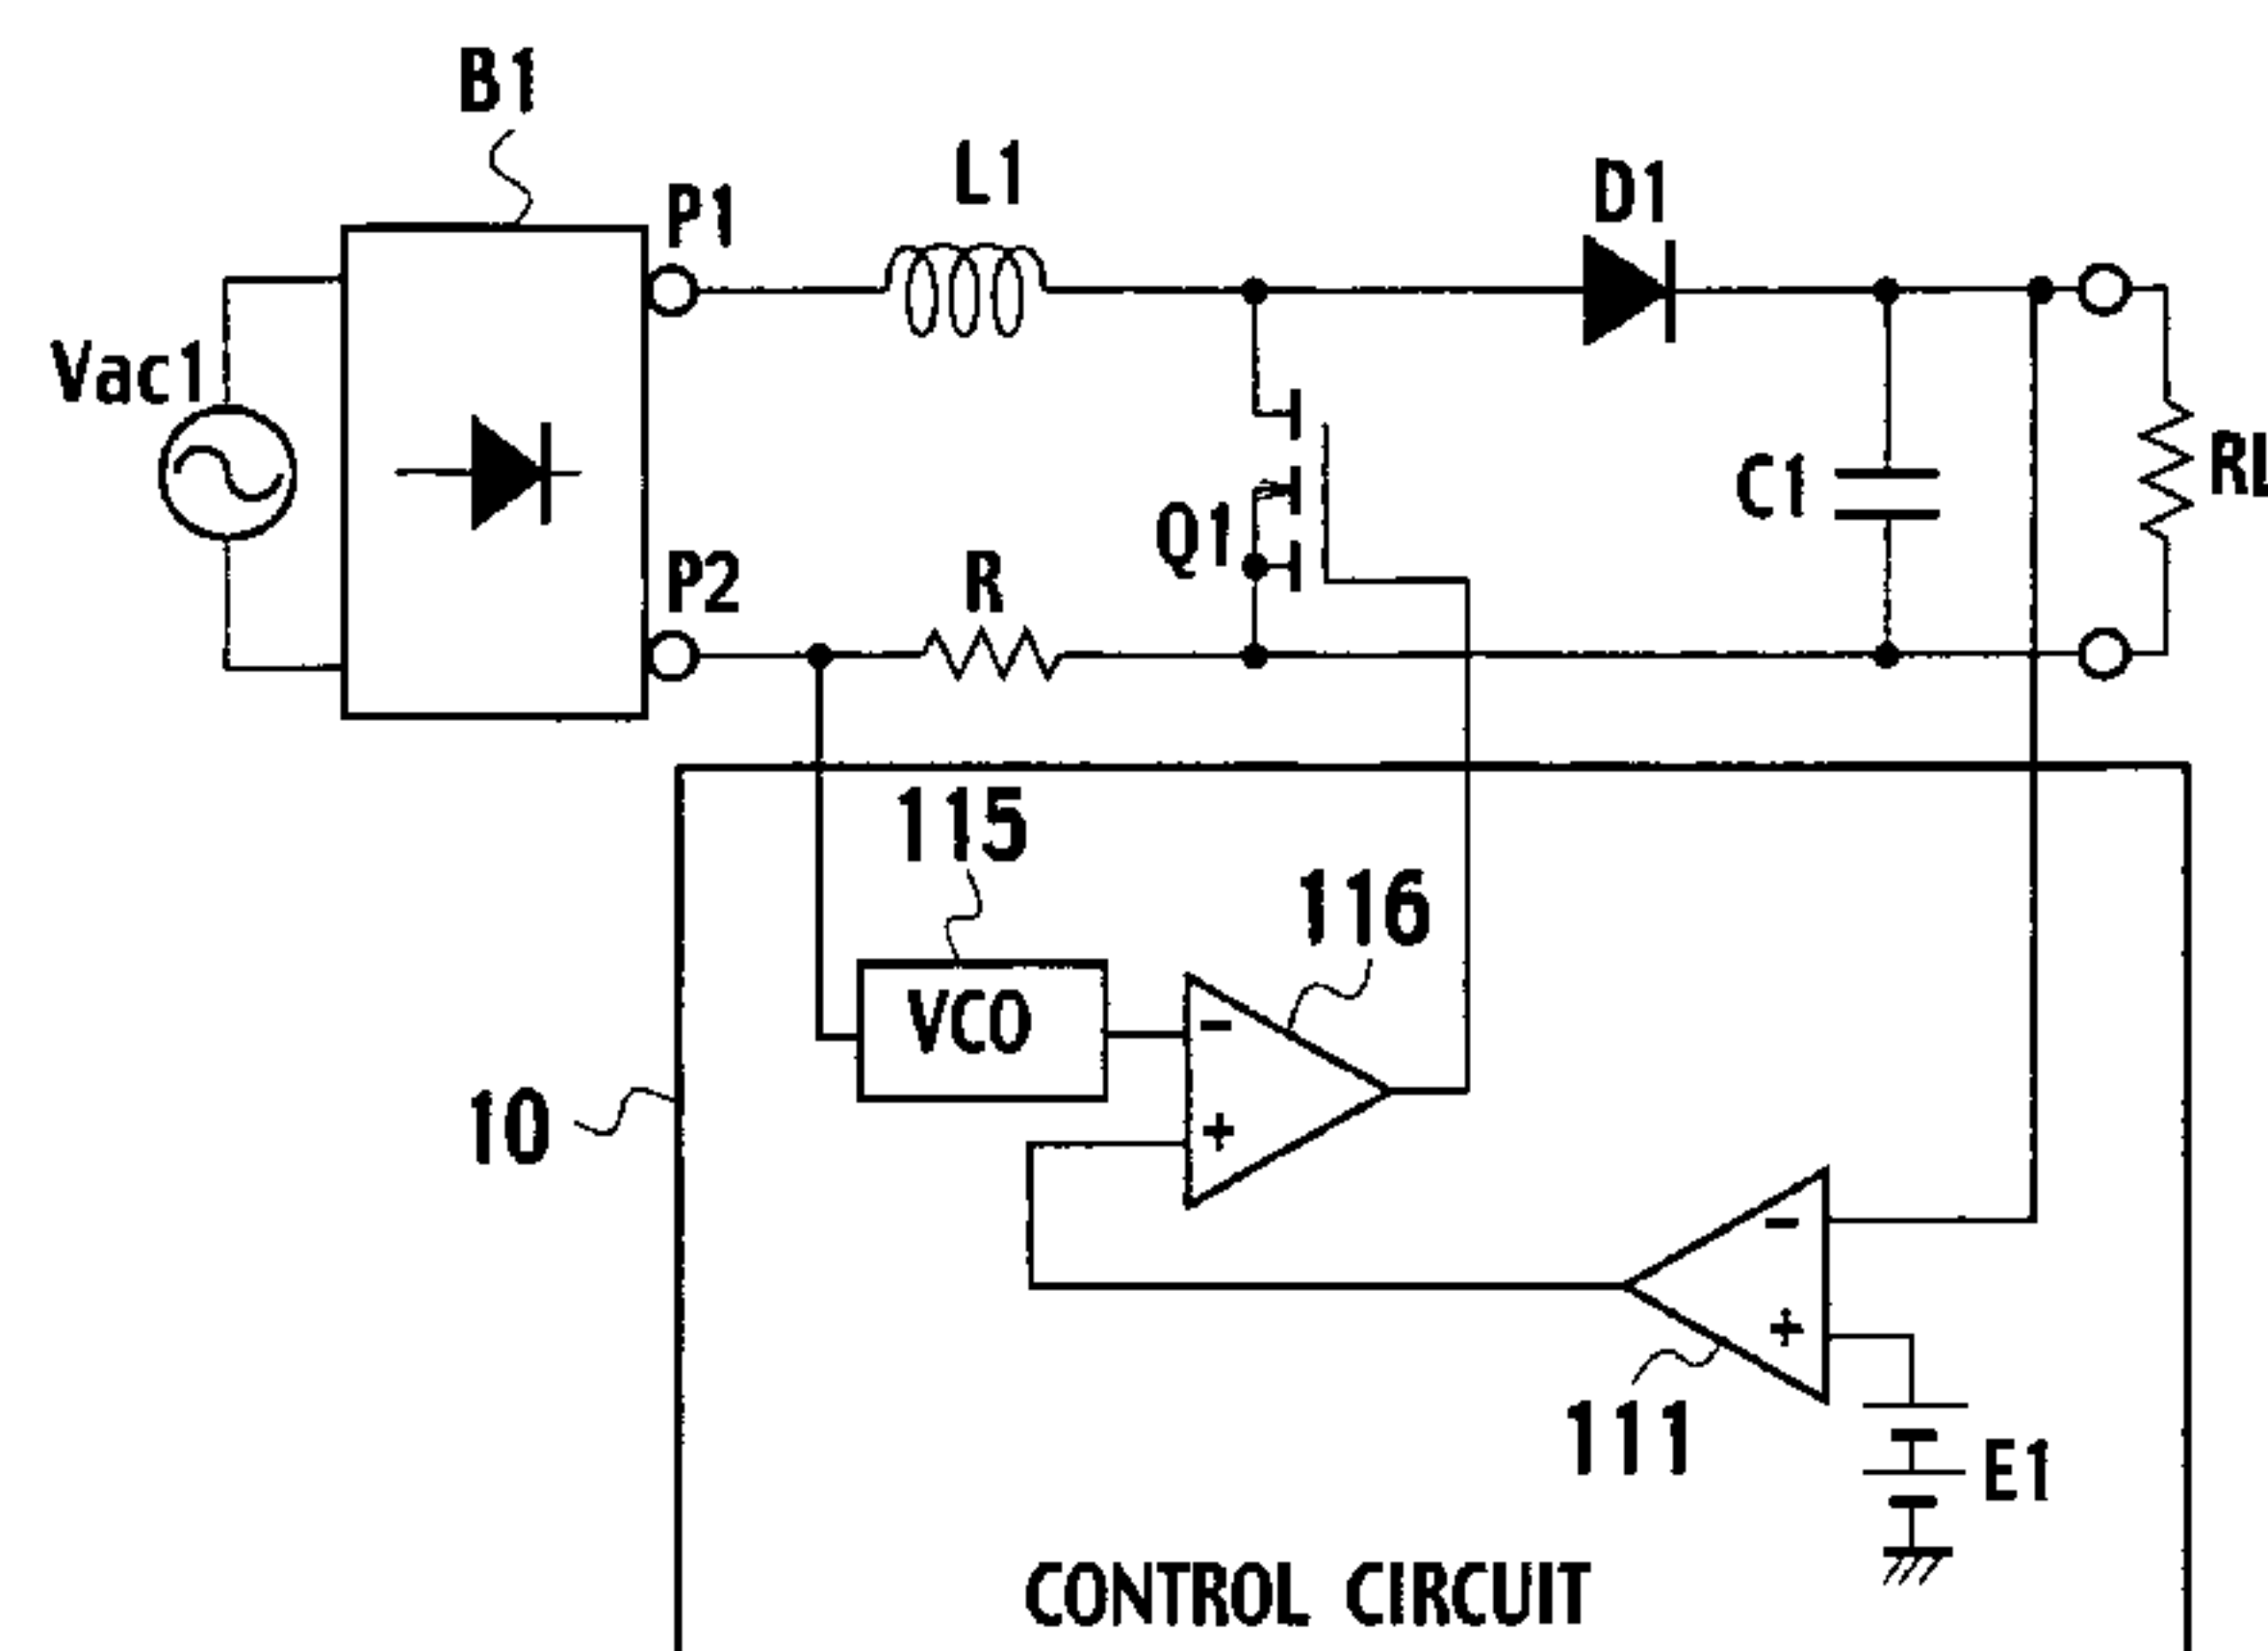 B1
P1
L1
D1
Vac1
Q1
C1
RL
P2
R
115
116
VCO
-
+
10
-
+
111
E1
CONTROL CIRCUIT